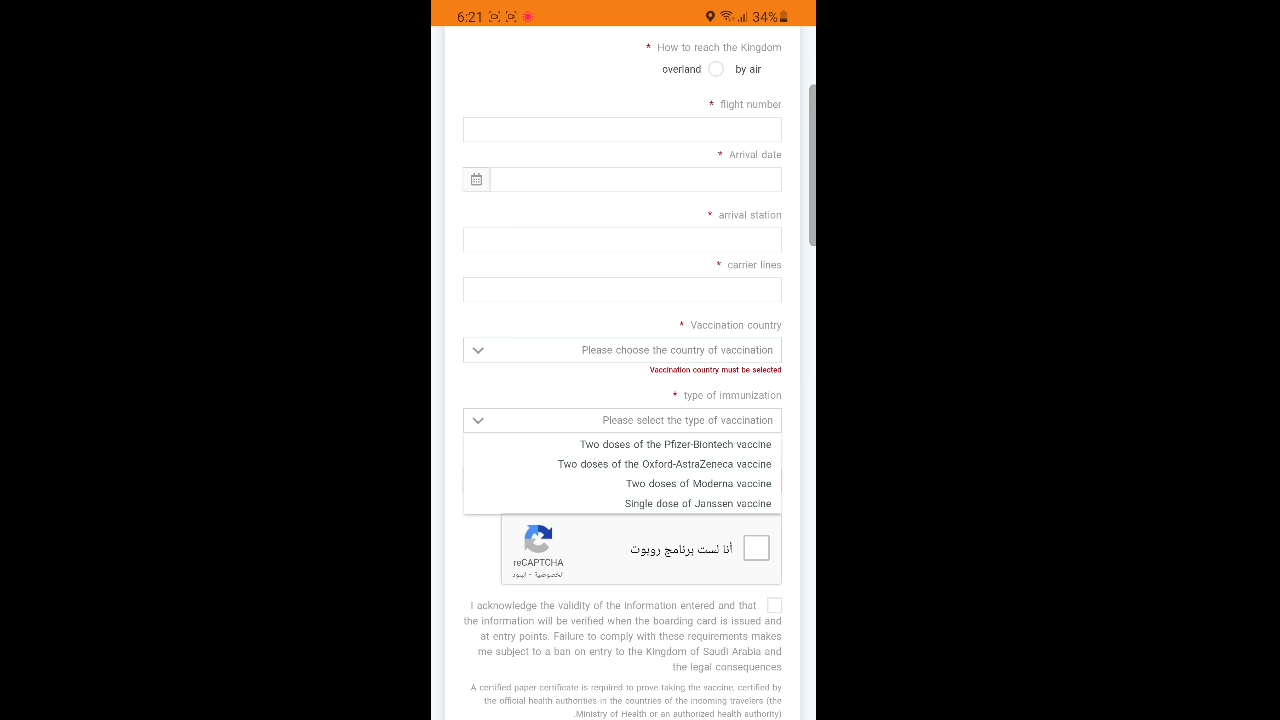 6:21 34%
* How to reach the Kingdom
overland by air
* flight number
* Arrival date
* arrival station
* carrier lines
* Vaccination country
Please choose the country of vaccination
Vaccination country must be selected
* type of immunization
Please select the type of vaccination
Two doses of the Pfizer-Biontech vaccine
Two doses of the Oxford-AstraZeneca vaccine
Two doses of Moderna vaccine
Single dose of Janssen vaccine
أنا لست برنامج روبوت
reCAPTCHA
الخصوصية - البنود
I acknowledge the validity of the information entered and that
the information will be verified when the boarding card is issued and
at entry points. Failure to comply with these requirements makes
me subject to a ban on entry to the Kingdom of Saudi Arabia and
the legal consequences
A certified paper certificate is required to prove taking the vaccine, certified by
the official health authorities in the countries of the incoming travelers (the
.Ministry of Health or an authorized health authority)